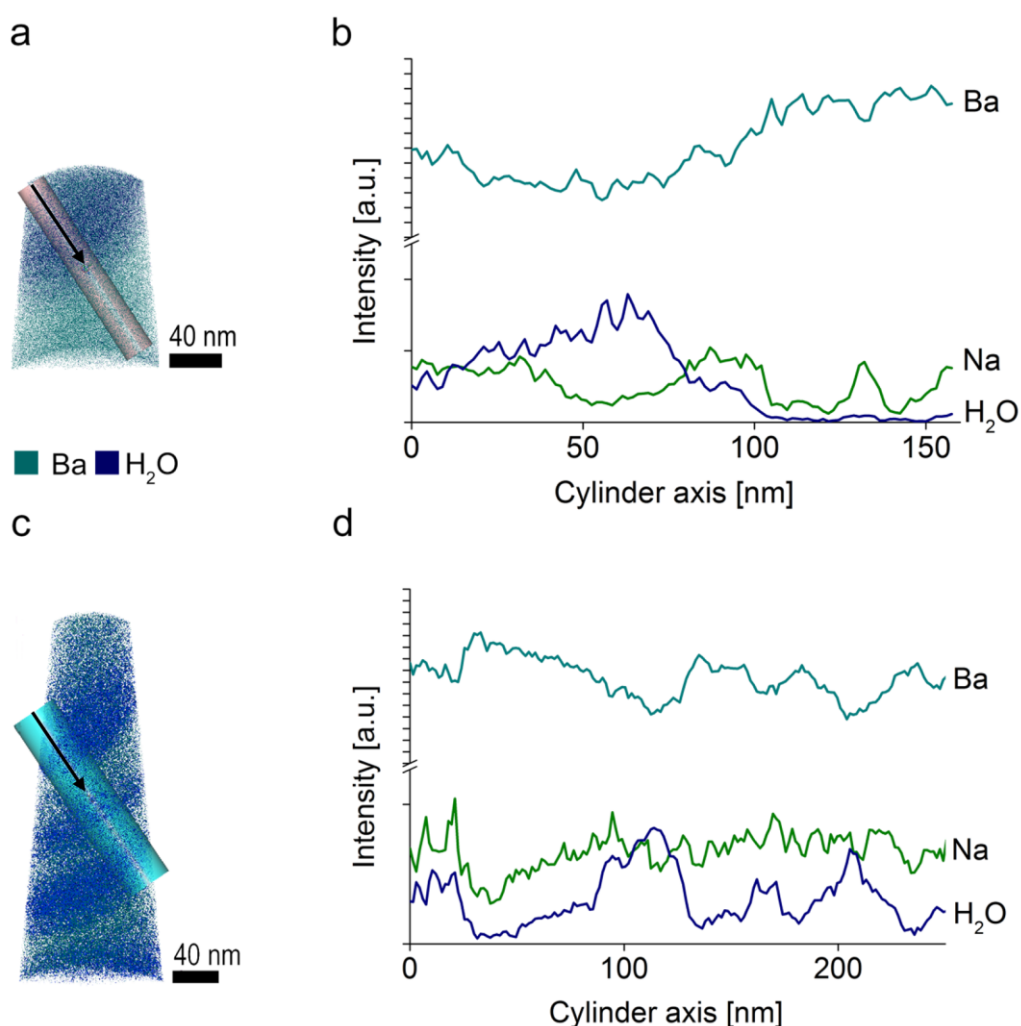 a
b
Ba
Intensity [a.u.]
40 nm
Na
H₂O
0 50 100 150
Cylinder axis [nm]
Ba H₂O
c
d
Ba
Intensity [a.u.]
Na
H₂O
40 nm
0 100 200
Cylinder axis [nm]